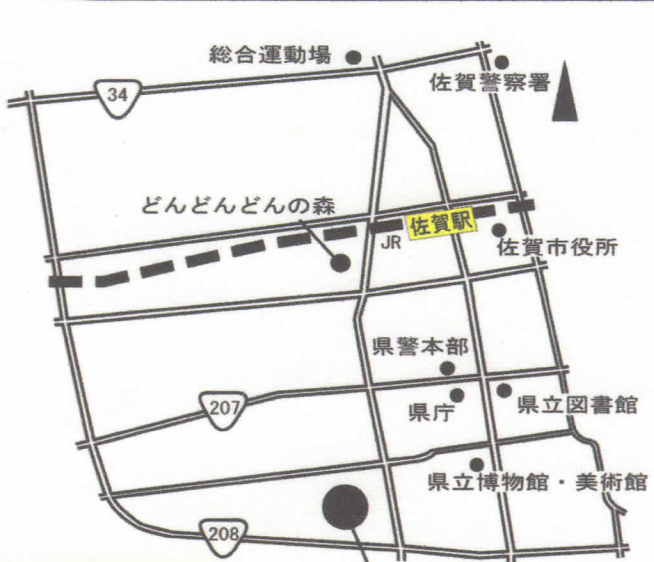 総合運動場
佐賀警察署
34
どんどんどんの森
佐賀駅
JR
佐賀市役所
県警本部
207
県庁
県立図書館
県立博物館・美術館
208